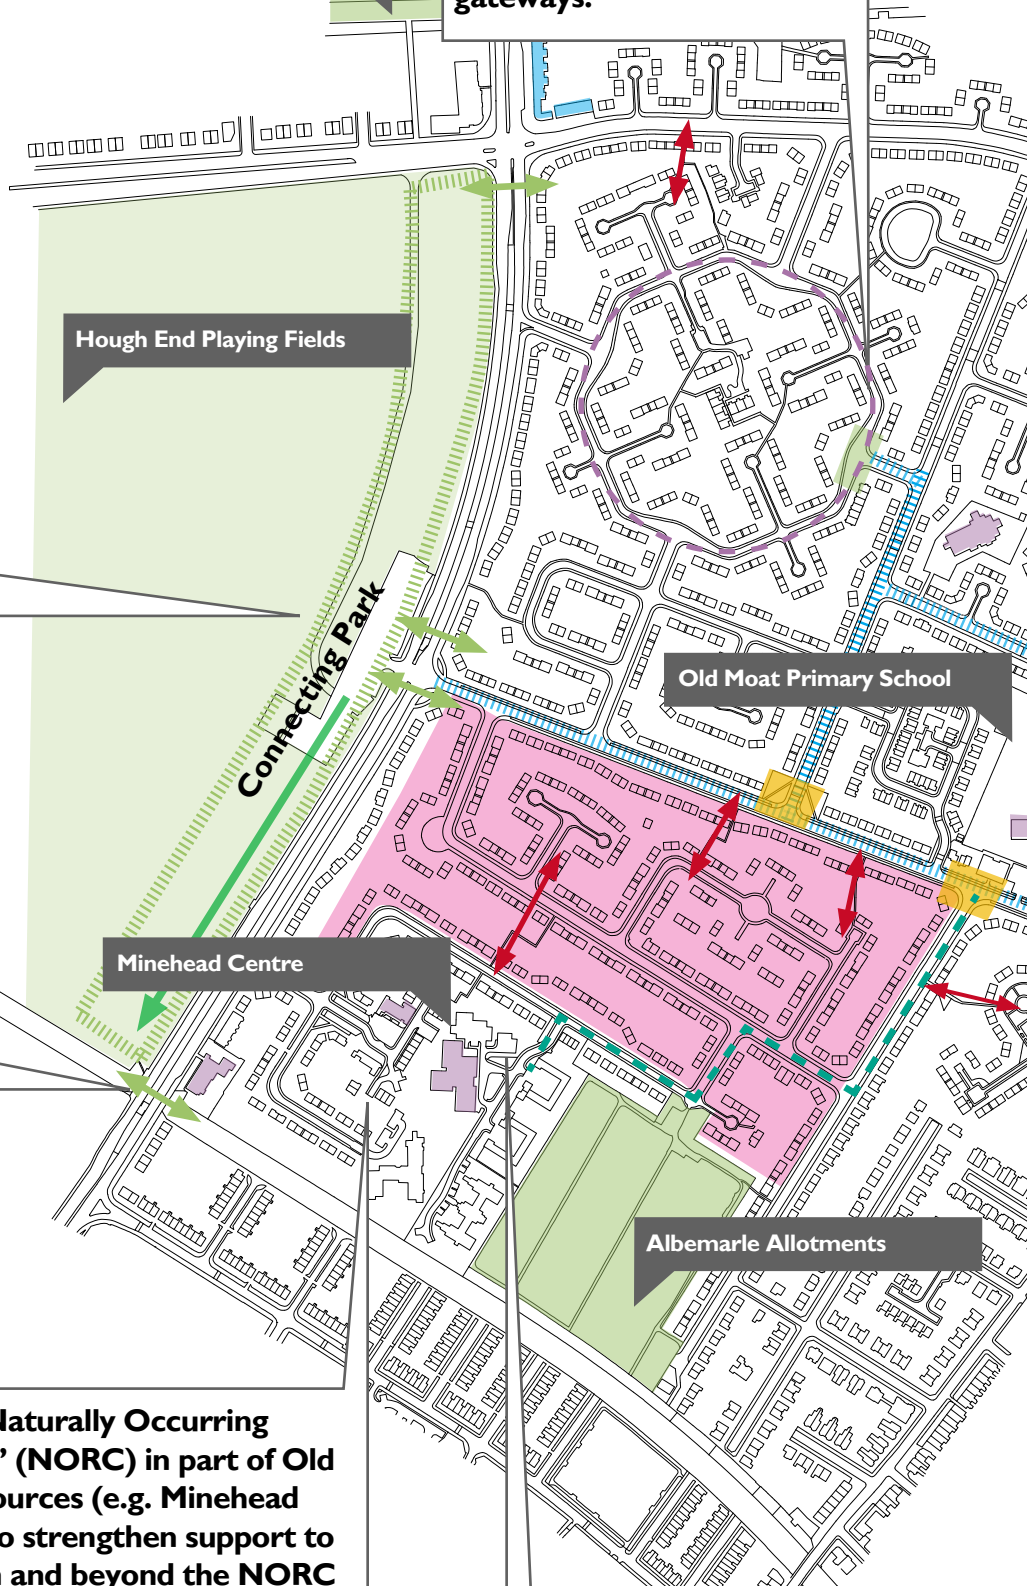 gateways.
Hough End Playing Fields
Connecting Park
Old Moat Primary School
Minehead Centre
Albemarle Allotments
Naturally Occurring
’ (NORC) in part of Old
ources (e.g. Minehead
o strengthen support to
and beyond the NORC